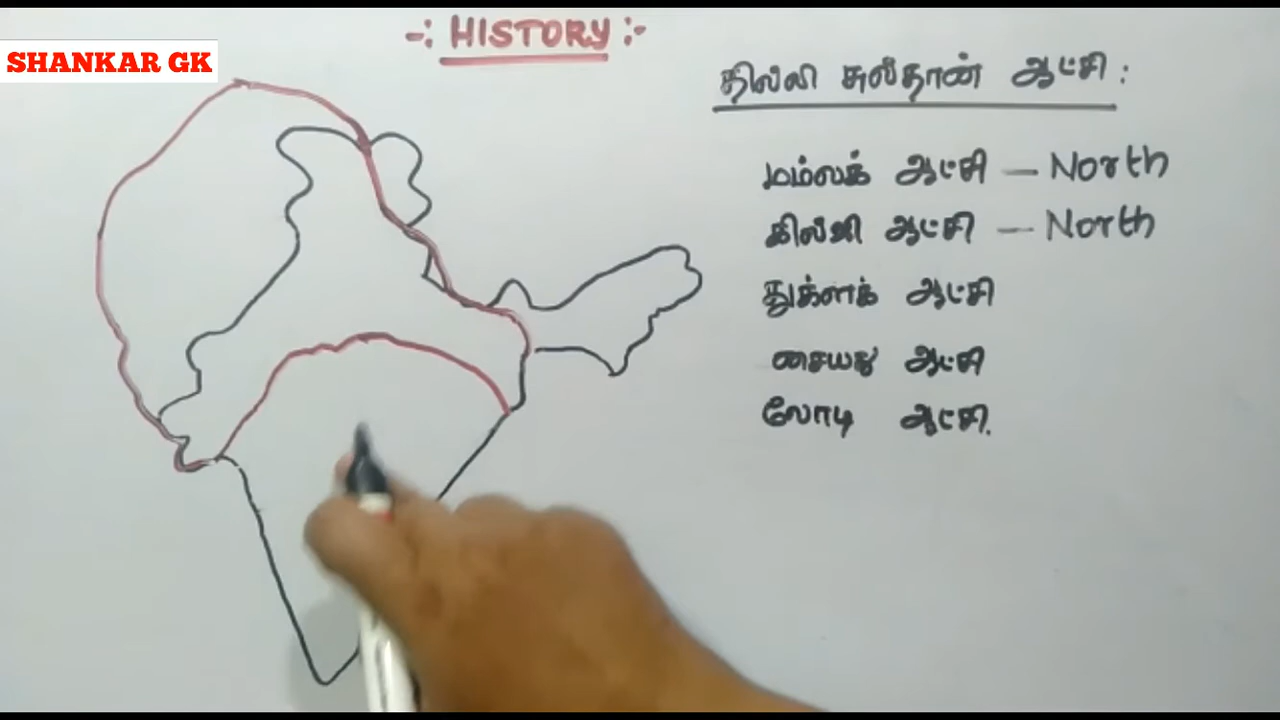 -: HISTORY :-
SHANKAR GK
தில்லி சுல்தான் ஆட்சி :
மம்லுக் ஆட்சி — North
கில்ஜி ஆட்சி — North
துக்ளக் ஆட்சி
சையது ஆட்சி
லோடி ஆட்சி.